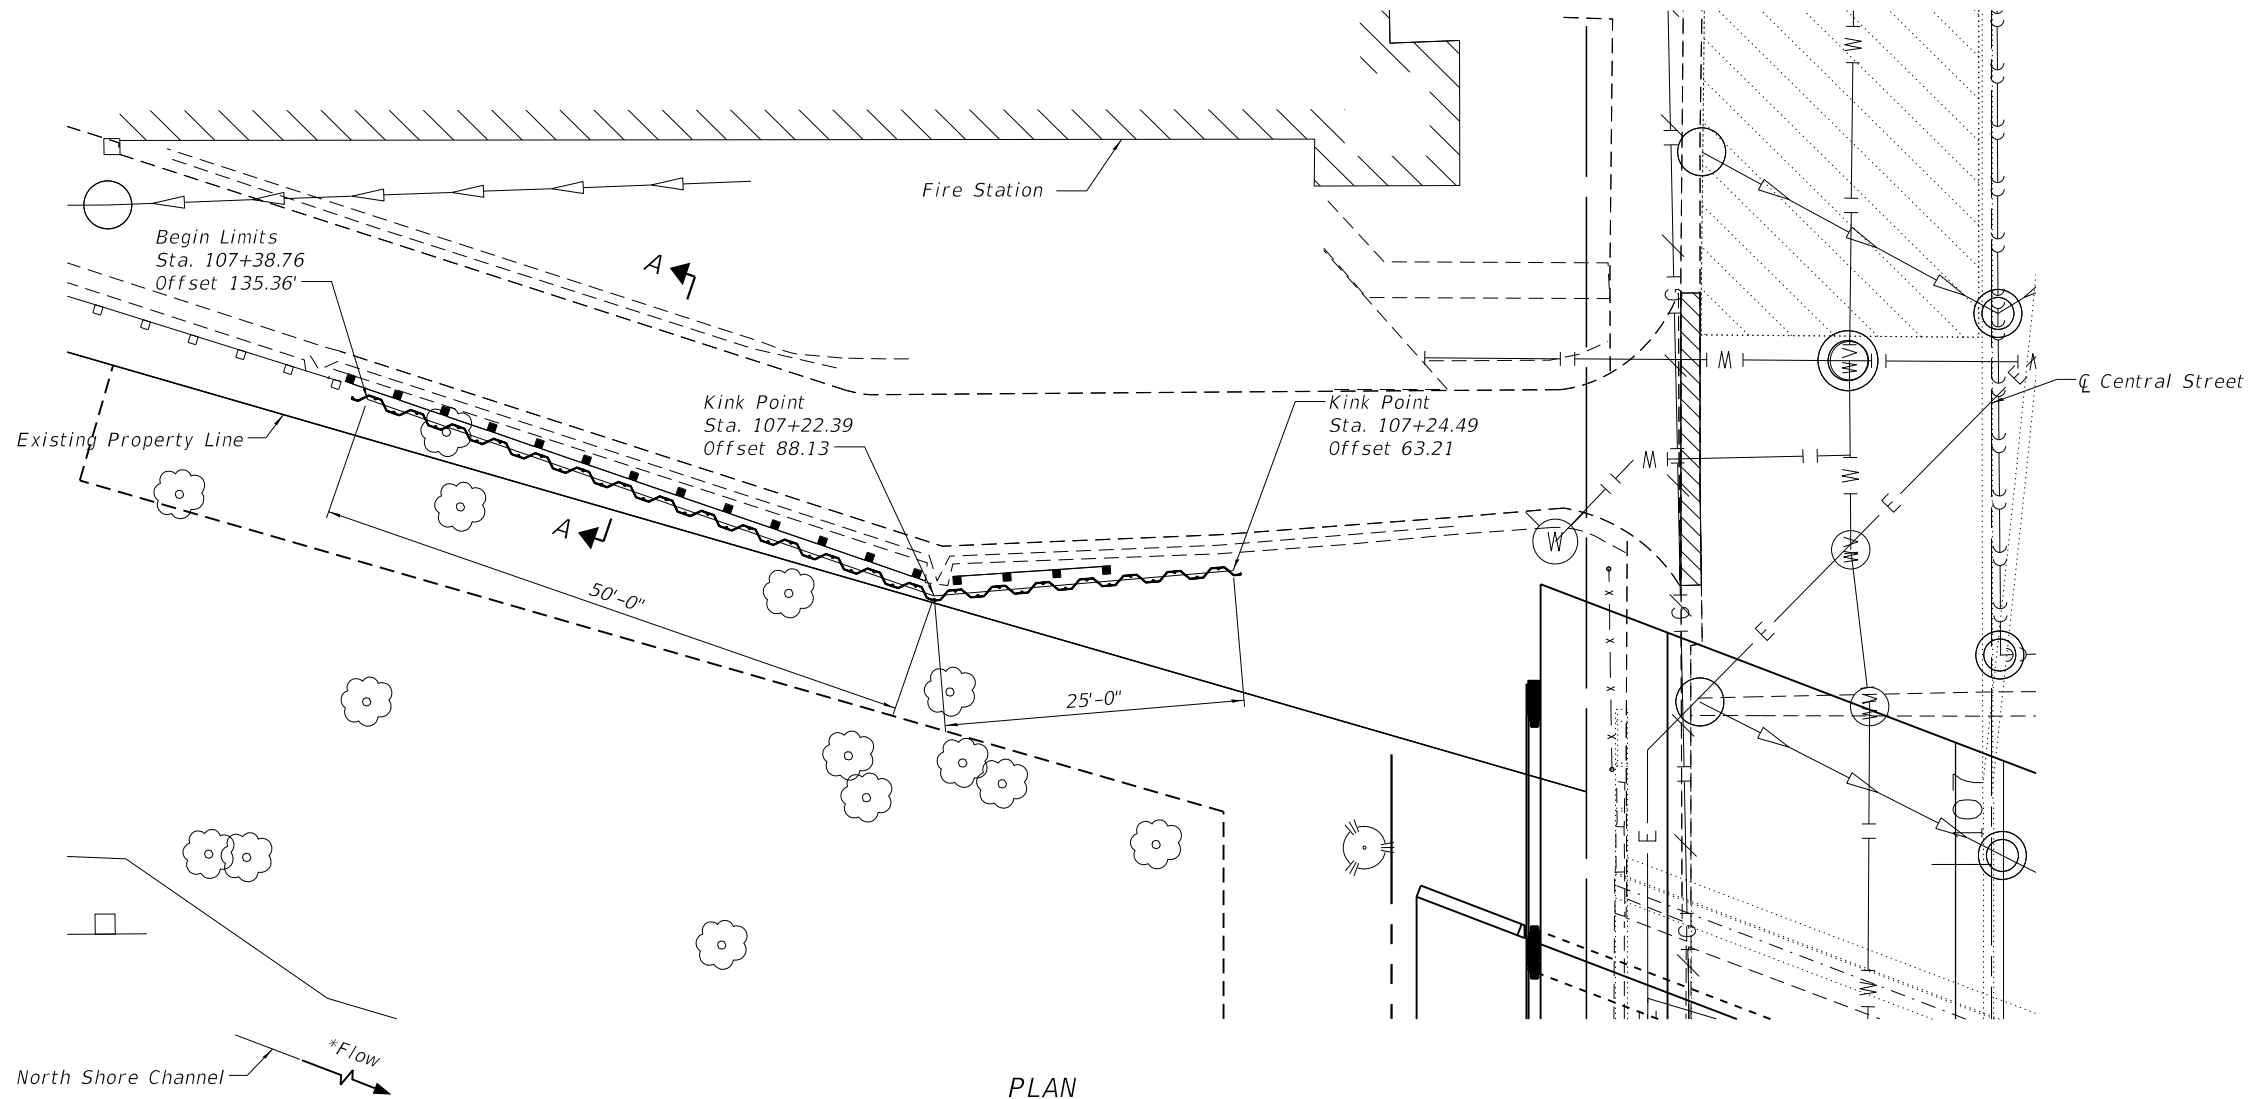 Fire Station
Begin Limits
Sta. 107+38.76
Offset 135.36'
A
Kink Point
Sta. 107+22.39
Offset 88.13
Kink Point
Sta. 107+24.49
Offset 63.21
℄ Central Street
Existing Property Line
A
50'-0"
25'-0"
W
W
W
W
W
W
W
W
W
W
E
E
E
E
G
G
G
x
x
x
x
107
*Flow
North Shore Channel
PLAN